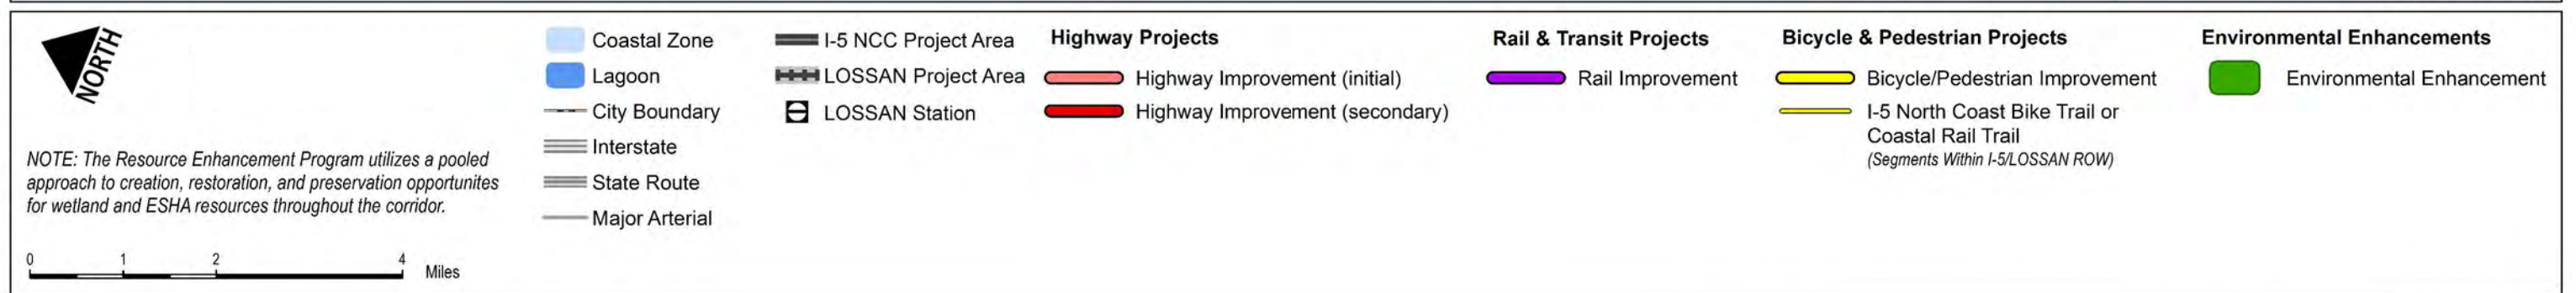 NORTH
NOTE: The Resource Enhancement Program utilizes a pooled
approach to creation, restoration, and preservation opportunites
for wetland and ESHA resources throughout the corridor.
0 1 2 4 Miles
Coastal Zone
Lagoon
City Boundary
Interstate
State Route
Major Arterial
I-5 NCC Project Area
LOSSAN Project Area
LOSSAN Station
Highway Projects
Highway Improvement (initial)
Highway Improvement (secondary)
Rail & Transit Projects
Rail Improvement
Bicycle & Pedestrian Projects
Bicycle/Pedestrian Improvement
I-5 North Coast Bike Trail or
Coastal Rail Trail
(Segments Within I-5/LOSSAN ROW)
Environmental Enhancements
Environmental Enhancement